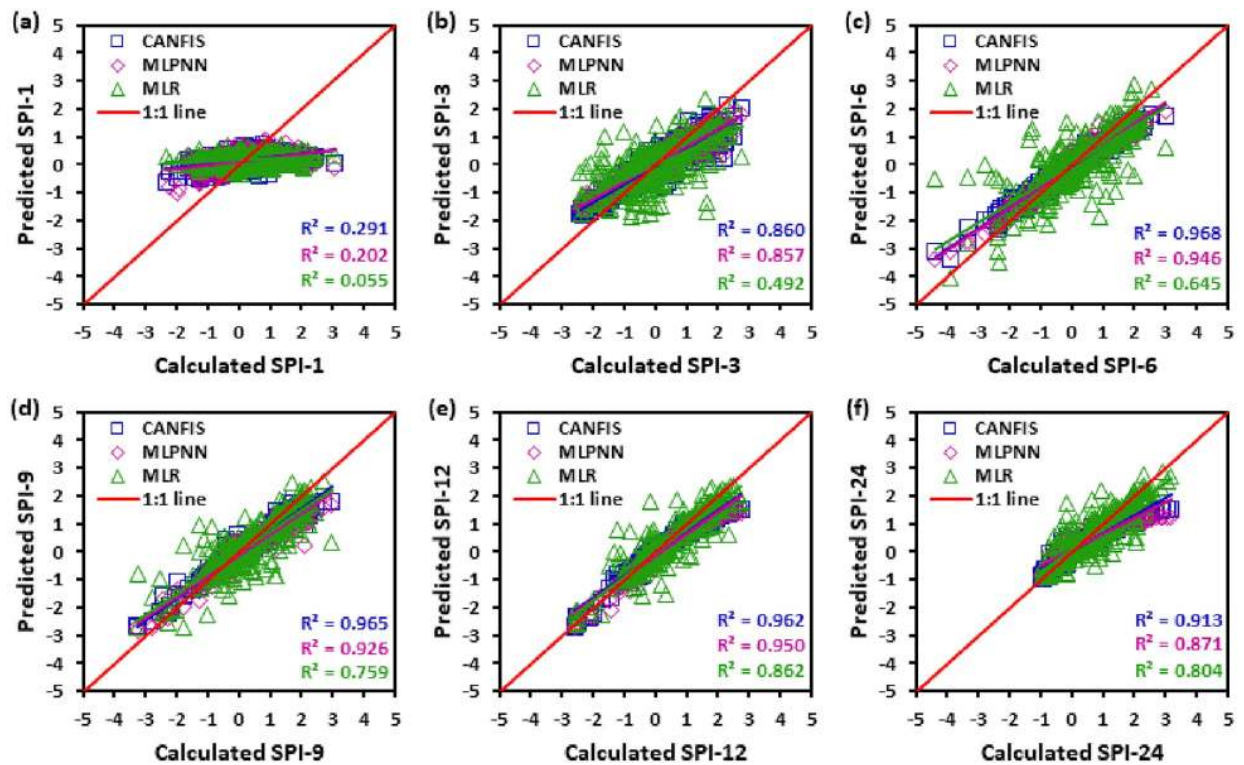 (a)
5
4
3
2
1
0
-1
-2
-3
-4
-5
Predicted SPI-1
CANFIS
MLPNN
MLR
1:1 line
R² = 0.291
R² = 0.202
R² = 0.055
-5 -4 -3 -2 -1 0 1 2 3 4 5
Calculated SPI-1
(b)
5
4
3
2
1
0
-1
-2
-3
-4
-5
Predicted SPI-3
CANFIS
MLPNN
MLR
1:1 line
R² = 0.860
R² = 0.857
R² = 0.492
-5 -4 -3 -2 -1 0 1 2 3 4 5
Calculated SPI-3
(c)
5
4
3
2
1
0
-1
-2
-3
-4
-5
Predicted SPI-6
CANFIS
MLPNN
MLR
1:1 line
R² = 0.968
R² = 0.946
R² = 0.645
-5 -4 -3 -2 -1 0 1 2 3 4 5
Calculated SPI-6
(d)
5
4
3
2
1
0
-1
-2
-3
-4
-5
Predicted SPI-9
CANFIS
MLPNN
MLR
1:1 line
R² = 0.965
R² = 0.926
R² = 0.759
-5 -4 -3 -2 -1 0 1 2 3 4 5
Calculated SPI-9
(e)
5
4
3
2
1
0
-1
-2
-3
-4
-5
Predicted SPI-12
CANFIS
MLPNN
MLR
1:1 line
R² = 0.962
R² = 0.950
R² = 0.862
-5 -4 -3 -2 -1 0 1 2 3 4 5
Calculated SPI-12
(f)
5
4
3
2
1
0
-1
-2
-3
-4
-5
Predicted SPI-24
CANFIS
MLPNN
MLR
1:1 line
R² = 0.913
R² = 0.871
R² = 0.804
-5 -4 -3 -2 -1 0 1 2 3 4 5
Calculated SPI-24